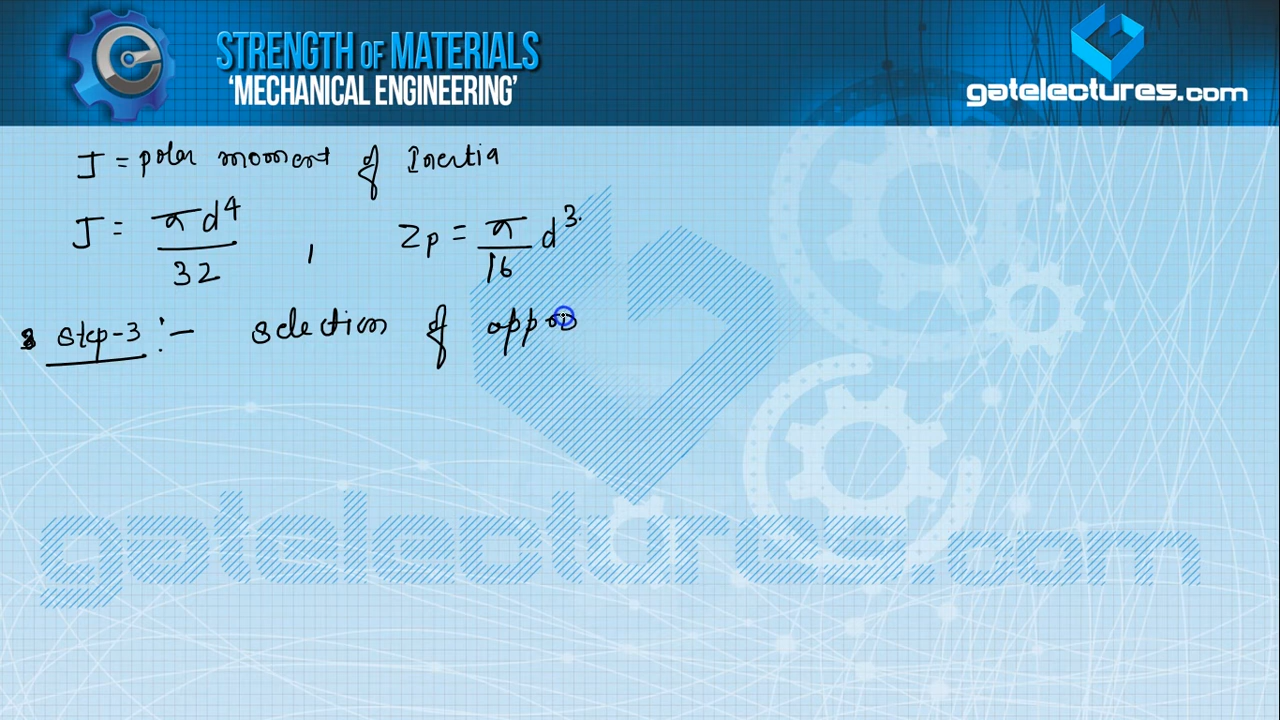 STRENGTH OF MATERIALS
'MECHANICAL ENGINEERING'
gatelectures.com
J = polar moment of Inertia
J = πd⁴/32 , Zp = π/16 d³
Step-3 :- selection of appro
gatelectures.com